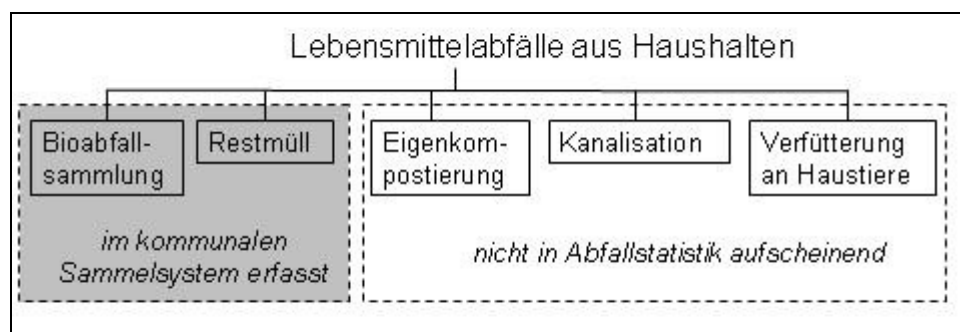 Lebensmittelabfälle aus Haushalten
Bioabfall-
sammlung
Restmüll
Eigenkom-
postierung
Kanalisation
Verfütterung
an Haustiere
im kommunalen
Sammelsystem erfasst
nicht in Abfallstatistik aufscheinend